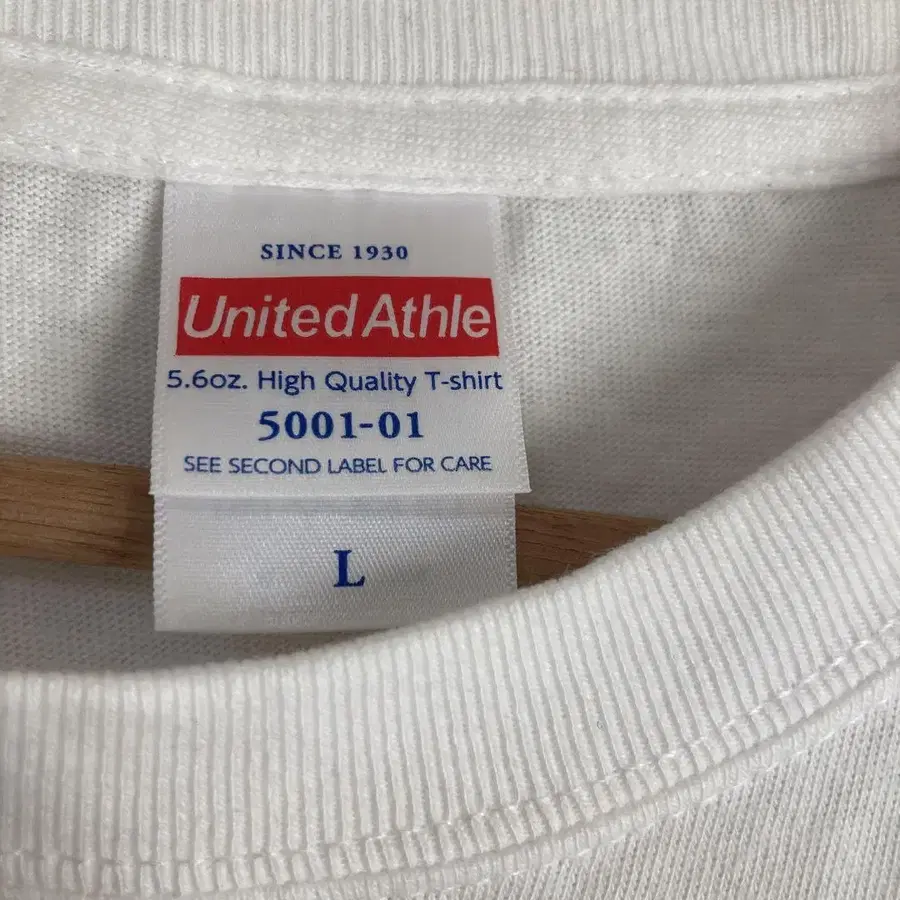 SINCE 1930
United Athle
5.6oz. High Quality T-shirt
5001-01
SEE SECOND LABEL FOR CARE
L